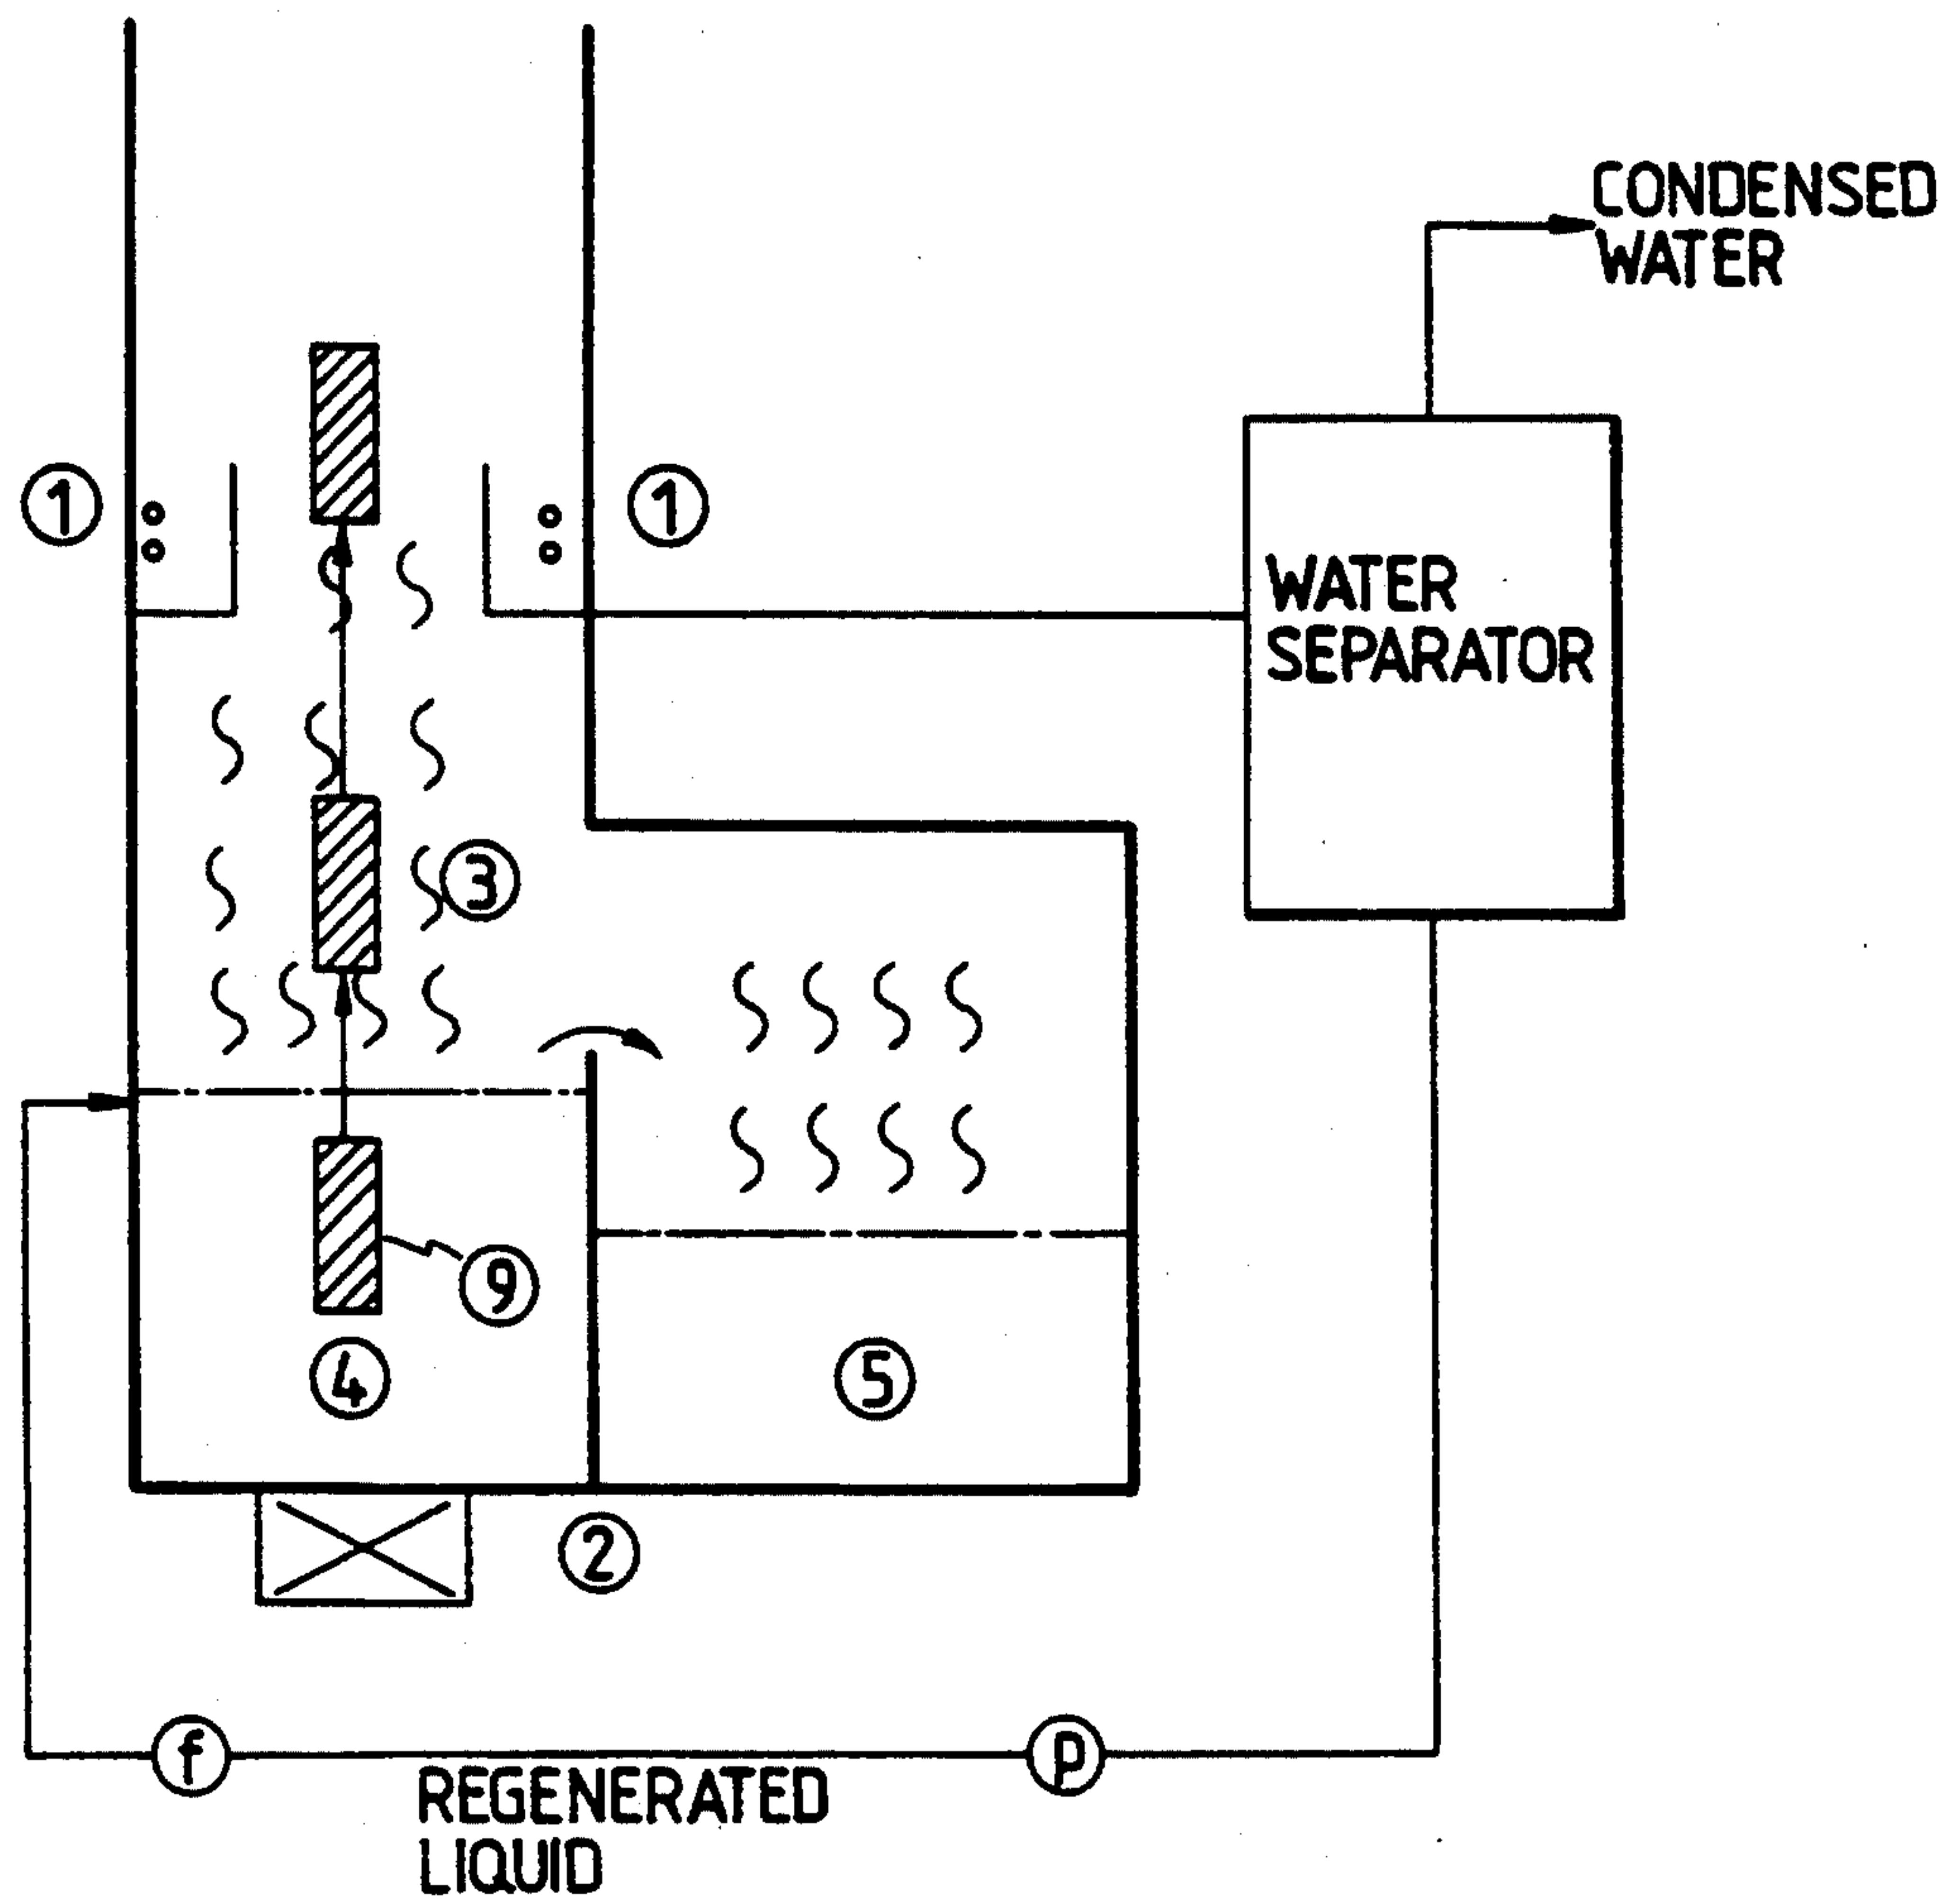 CONDENSED
WATER
1
1
WATER
SEPARATOR
3
9
4
5
2
f
P
REGENERATED
LIQUID